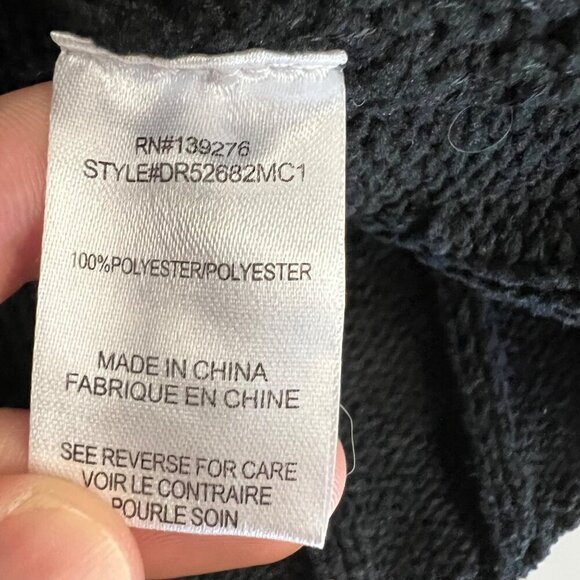 RN#139276
STYLE#DR52682MC1
100%POLYESTER/POLYESTER
MADE IN CHINA
FABRIQUE EN CHINE
SEE REVERSE FOR CARE
VOIR LE CONTRAIRE
POURLE SOIN